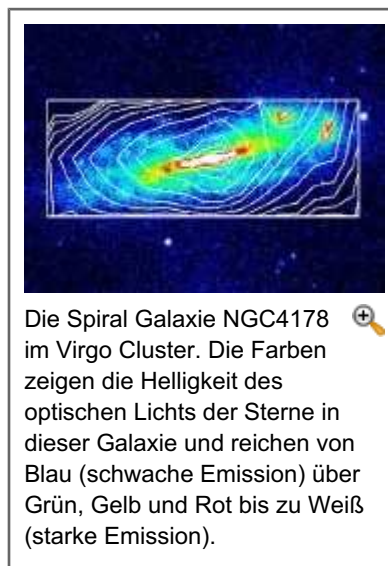 Die Spiral Galaxie NGC4178
im Virgo Cluster. Die Farben
zeigen die Helligkeit des
optischen Lichts der Sterne in
dieser Galaxie und reichen von
Blau (schwache Emission) über
Grün, Gelb und Rot bis zu Weiß
(starke Emission).